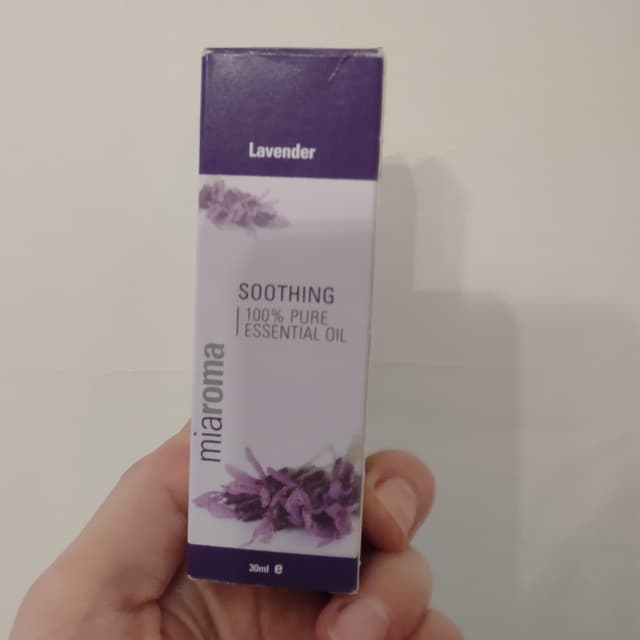 Lavender
SOOTHING
100% PURE
ESSENTIAL OIL
miaroma
30ml e